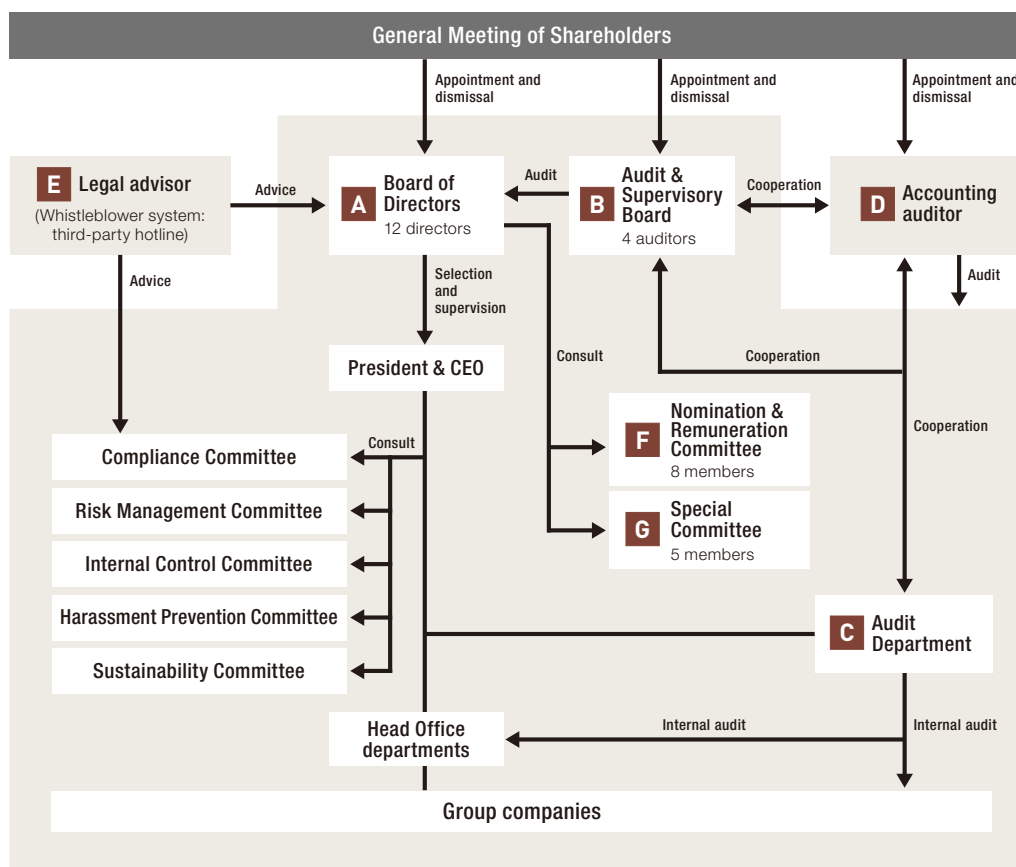 General Meeting of Shareholders
Appointment and
dismissal
Appointment and
dismissal
Appointment and
dismissal
E
Legal advisor
(Whistleblower system:
third-party hotline)
Advice
A
Board of
Directors
12 directors
Audit
B
Audit &
Supervisory
Board
4 auditors
Cooperation
D
Accounting
auditor
Advice
Selection
and
supervision
Audit
President & CEO
Consult
Cooperation
Consult
Compliance Committee
Risk Management Committee
Internal Control Committee
Harassment Prevention Committee
Sustainability Committee
F
Nomination &
Remuneration
Committee
8 members
Cooperation
G
Special
Committee
5 members
C
Audit
Department
Head Office
departments
Internal audit
Internal audit
Group companies